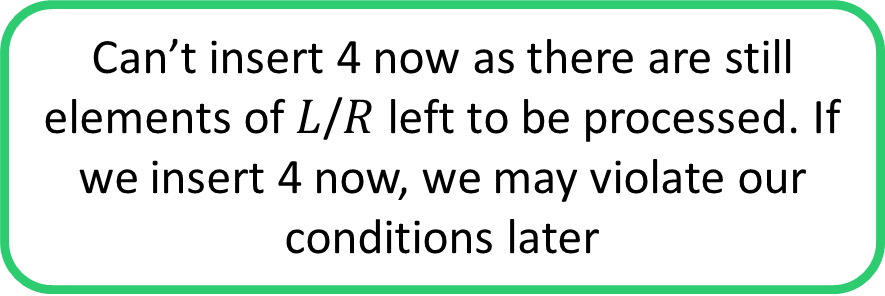 Can’t insert 4 now as there are still
elements of L/R left to be processed. If
we insert 4 now, we may violate our
conditions later